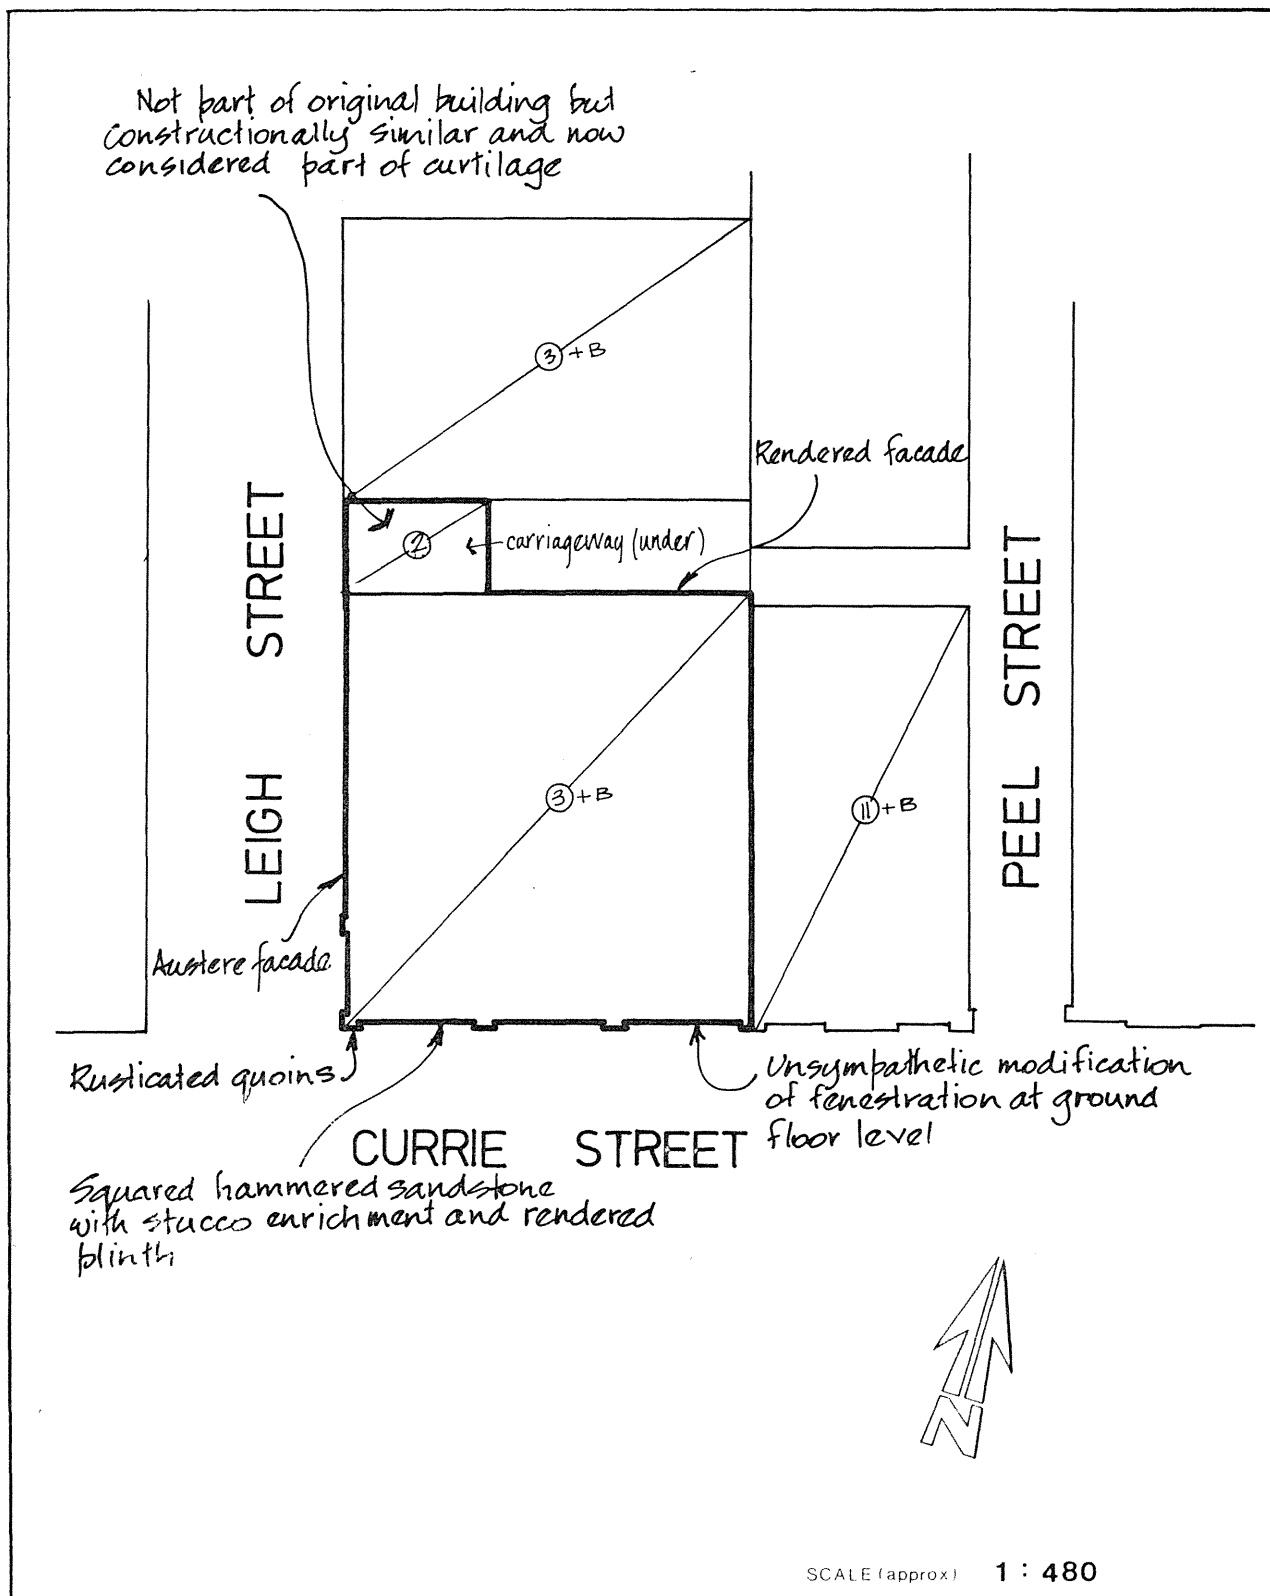 Not part of original building but
constructionally similar and now
considered part of curtilage
3 + B
Rendered facade
2
carriageway (under)
LEIGH STREET
PEEL STREET
3 + B
11 + B
Austere facade
Rusticated quoins
Unsympathetic modification
of fenestration at ground
floor level
CURRIE STREET
Squared hammered sandstone
with stucco enrichment and rendered
plinth
N
SCALE (approx) 1 : 480